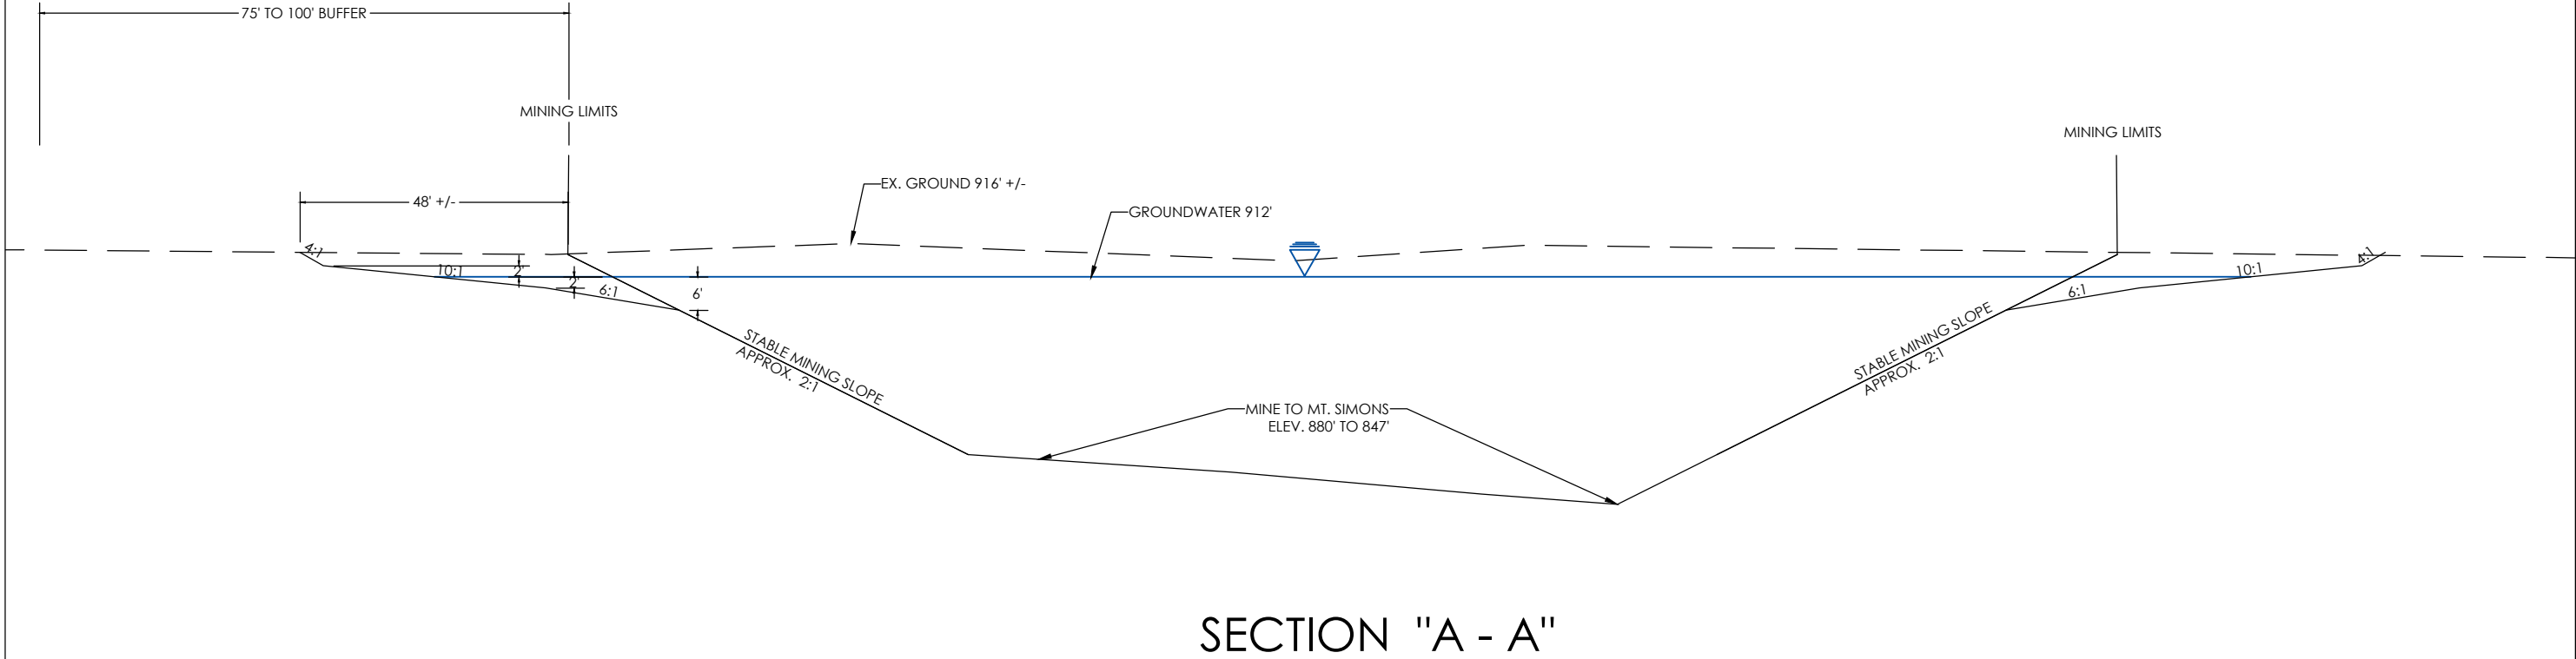 75' TO 100' BUFFER
MINING LIMITS
MINING LIMITS
EX. GROUND 916' +/-
48' +/-
GROUNDWATER 912'
4:1
10:1
2'
2'
6:1
6'
4:1
10:1
6:1
STABLE MINING SLOPE
APPROX. 2:1
STABLE MINING SLOPE
APPROX. 2:1
MINE TO MT. SIMONS
ELEV. 880' TO 847'
SECTION "A - A"